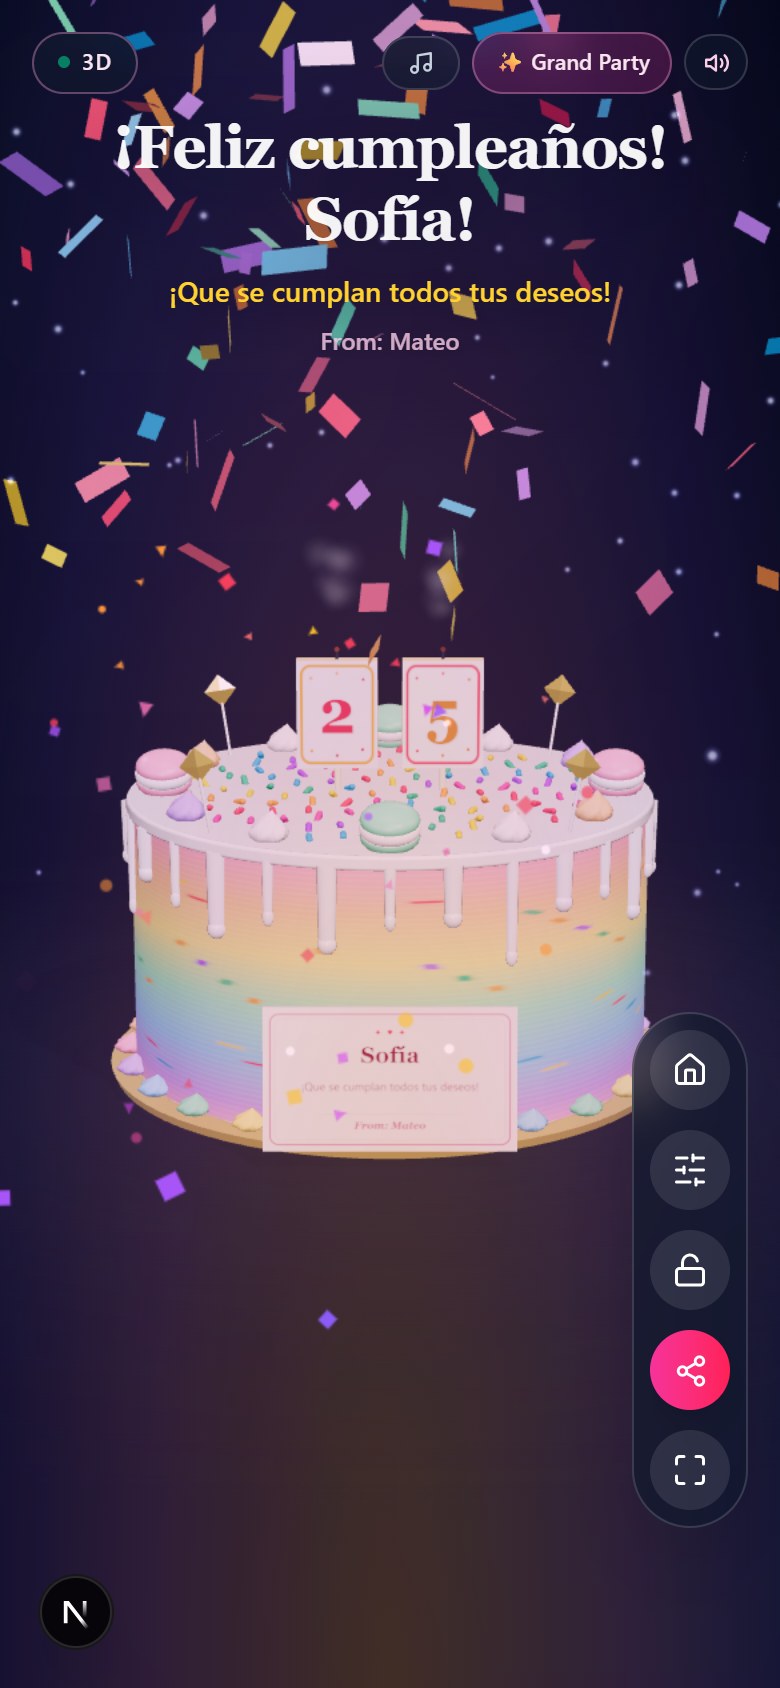 3D
Grand Party
¡Feliz cumpleaños!
Sofía!
¡Que se cumplan todos tus deseos!
From: Mateo
2
5
Sofía
¡Que se cumplan todos tus deseos!
From: Mateo
N